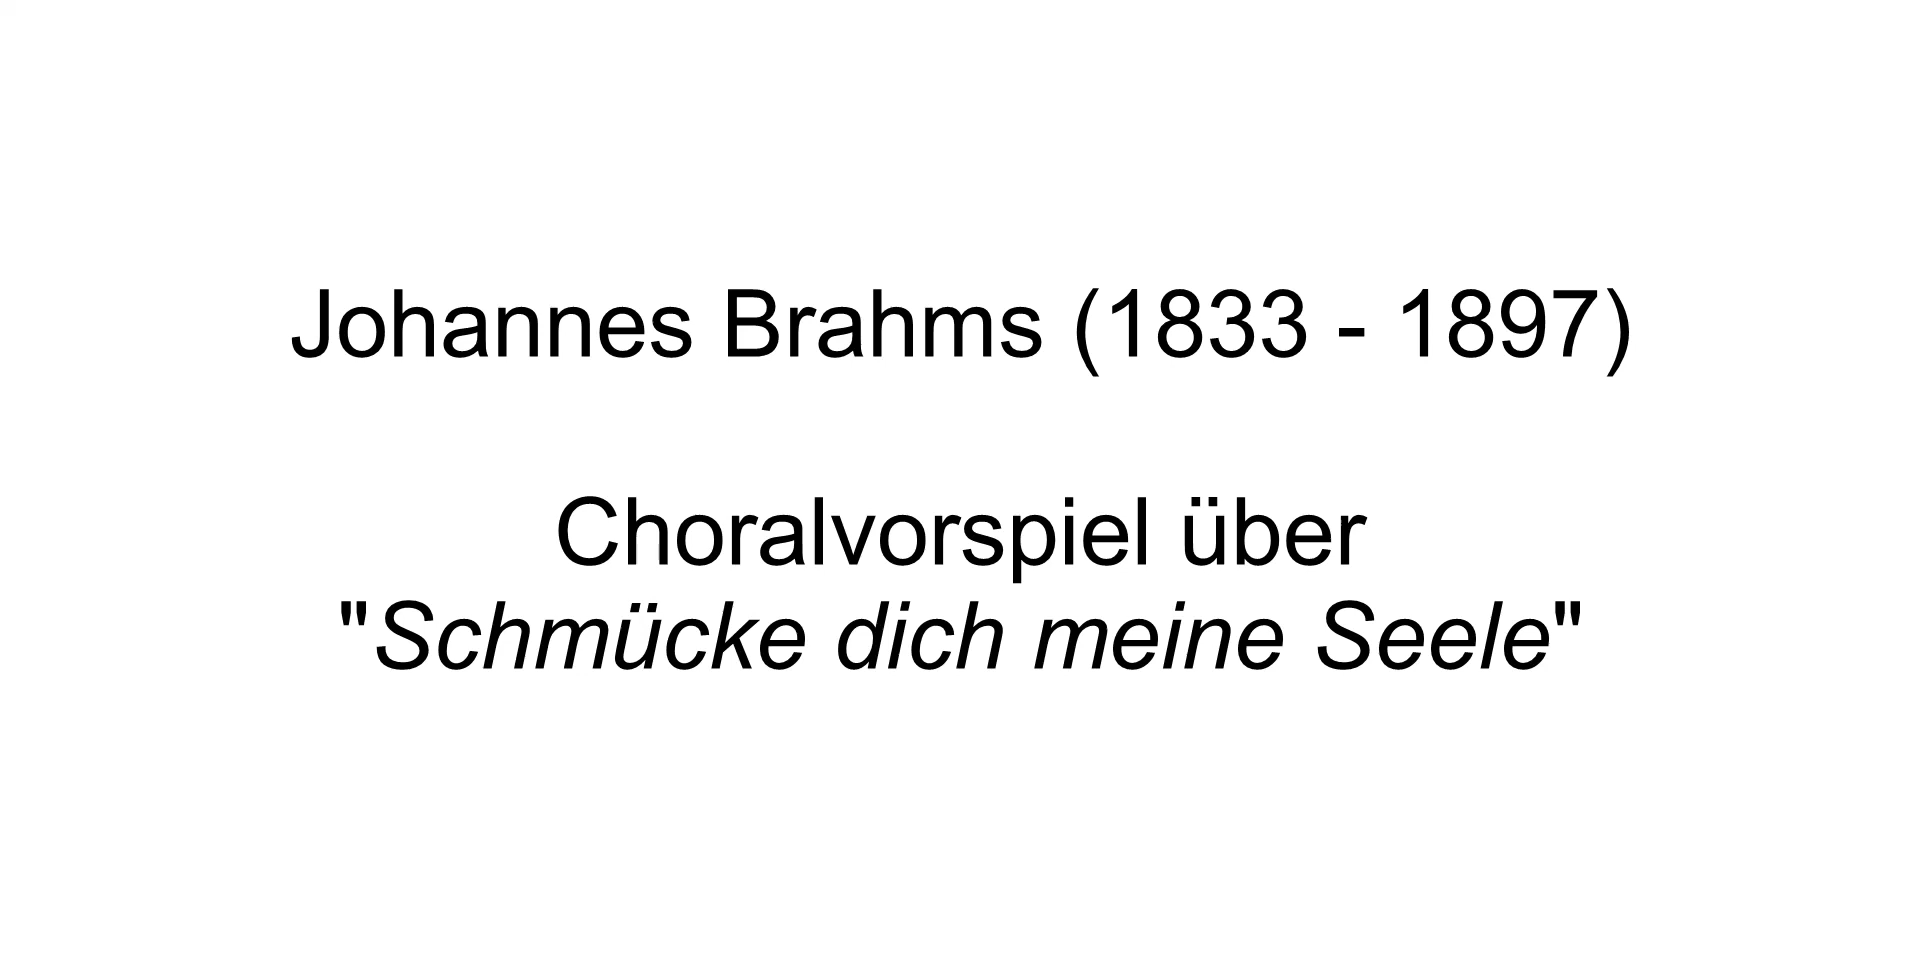 Johannes Brahms (1833 - 1897)
Choralvorspiel über
"Schmücke dich meine Seele"